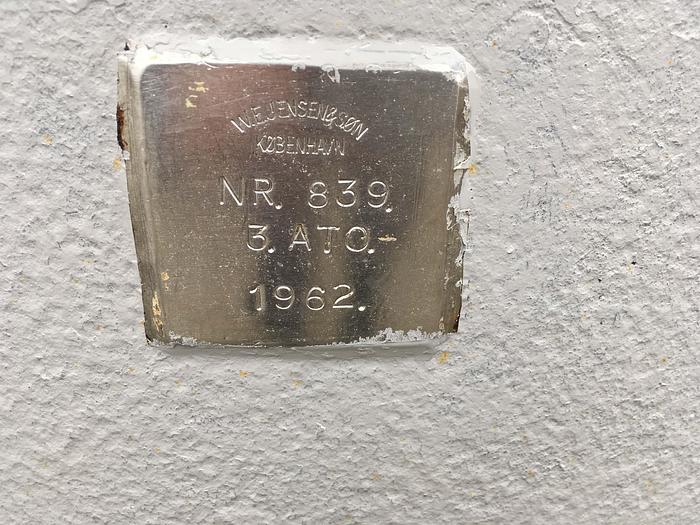 W.E.JENSEN&SØN
KØBENHAVN
NR. 839.
3. ATO.
1962.